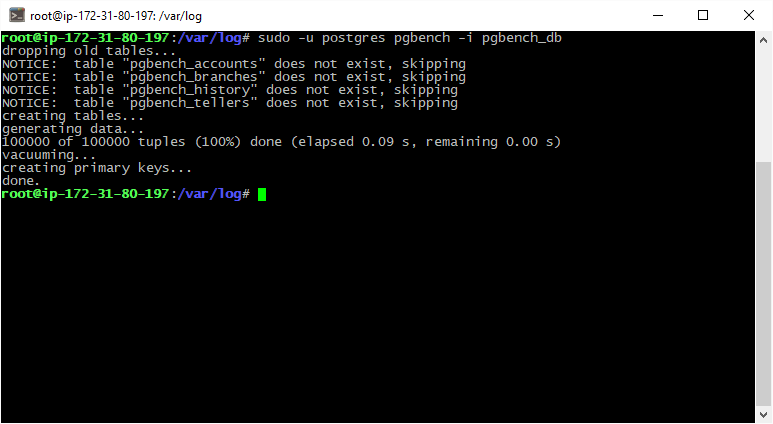 root@ip-172-31-80-197: /var/log
root@ip-172-31-80-197:/var/log# sudo -u postgres pgbench -i pgbench_db
dropping old tables...
NOTICE:  table "pgbench_accounts" does not exist, skipping
NOTICE:  table "pgbench_branches" does not exist, skipping
NOTICE:  table "pgbench_history" does not exist, skipping
NOTICE:  table "pgbench_tellers" does not exist, skipping
creating tables...
generating data...
100000 of 100000 tuples (100%) done (elapsed 0.09 s, remaining 0.00 s)
vacuuming...
creating primary keys...
done.
root@ip-172-31-80-197:/var/log#